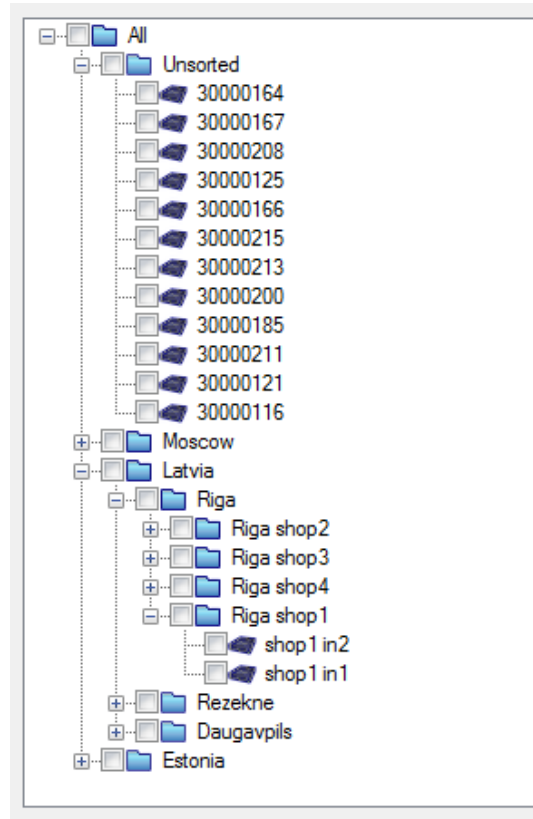 All
Unsorted
30000164
30000167
30000208
30000125
30000166
30000215
30000213
30000200
30000185
30000211
30000121
30000116
Moscow
Latvia
Riga
Riga shop2
Riga shop3
Riga shop4
Riga shop1
shop1 in2
shop1 in1
Rezekne
Daugavpils
Estonia